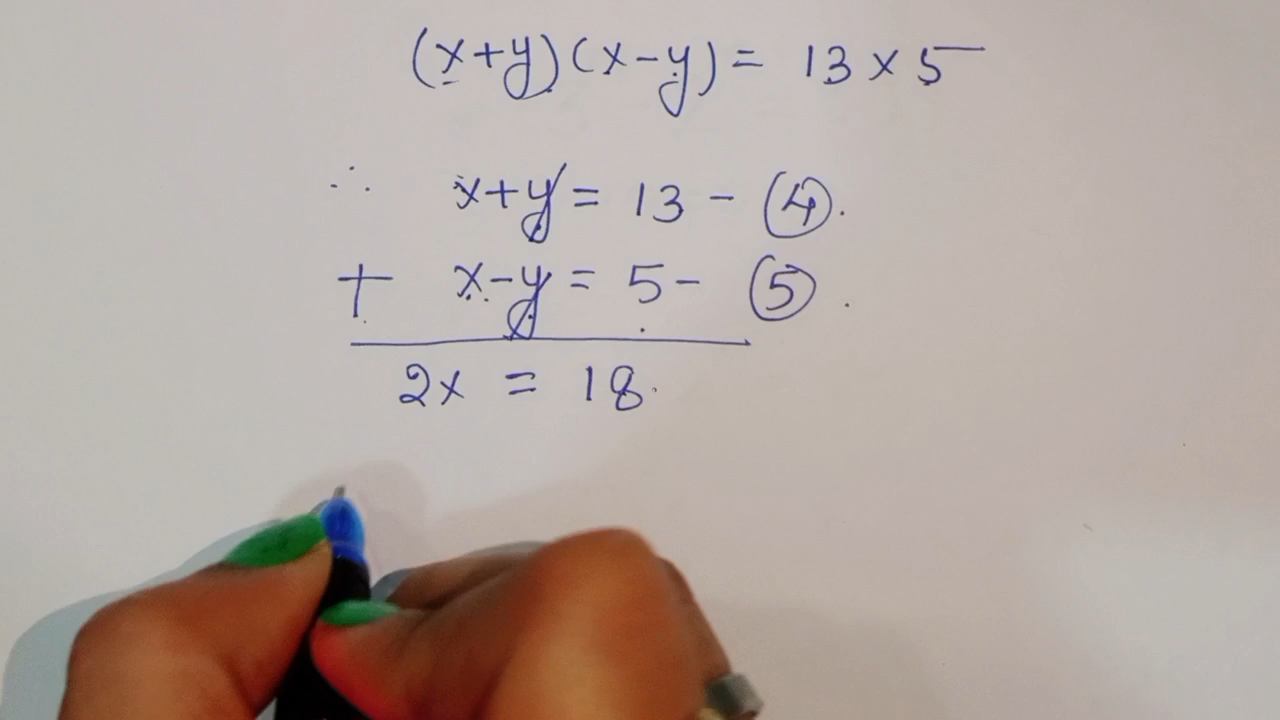 (x+y)(x-y) = 13 × 5
∴ x+y = 13 - ④.
+ x-y = 5 - ⑤.
2x = 18.